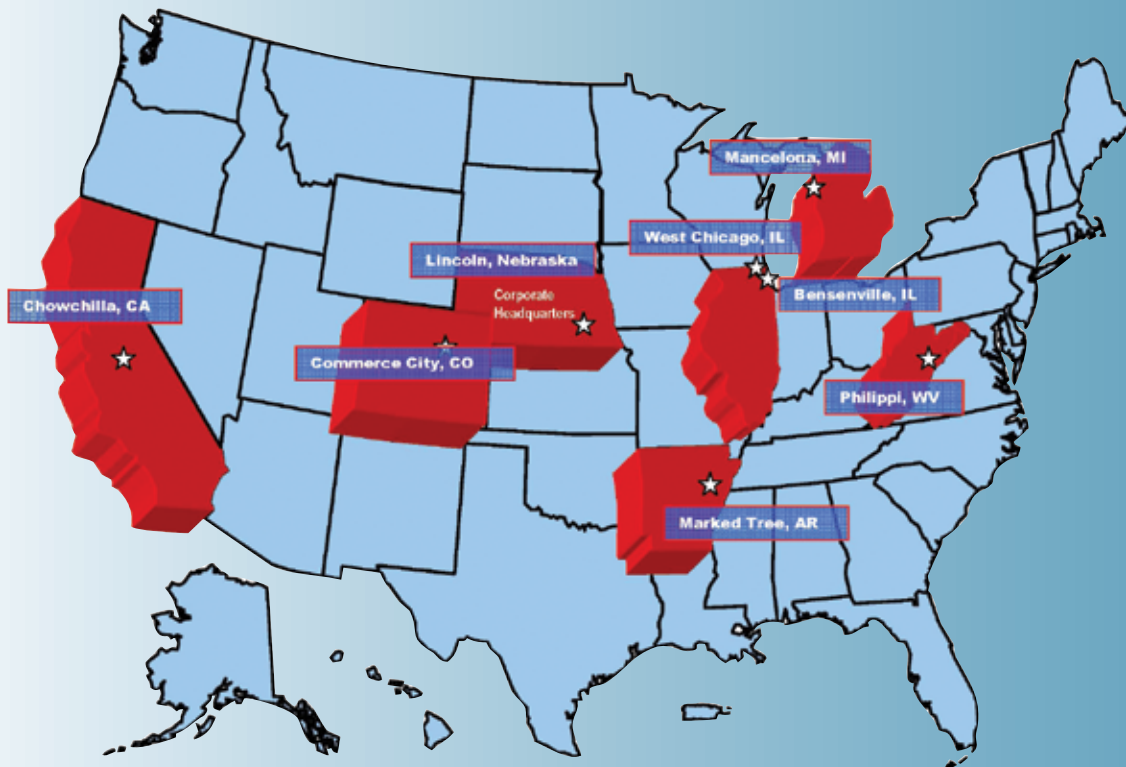 Mancelona, MI
West Chicago, IL
Lincoln, Nebraska
Corporate
Headquarters
Bensenville, IL
Chowchilla, CA
Commerce City, CO
Philippi, WV
Marked Tree, AR